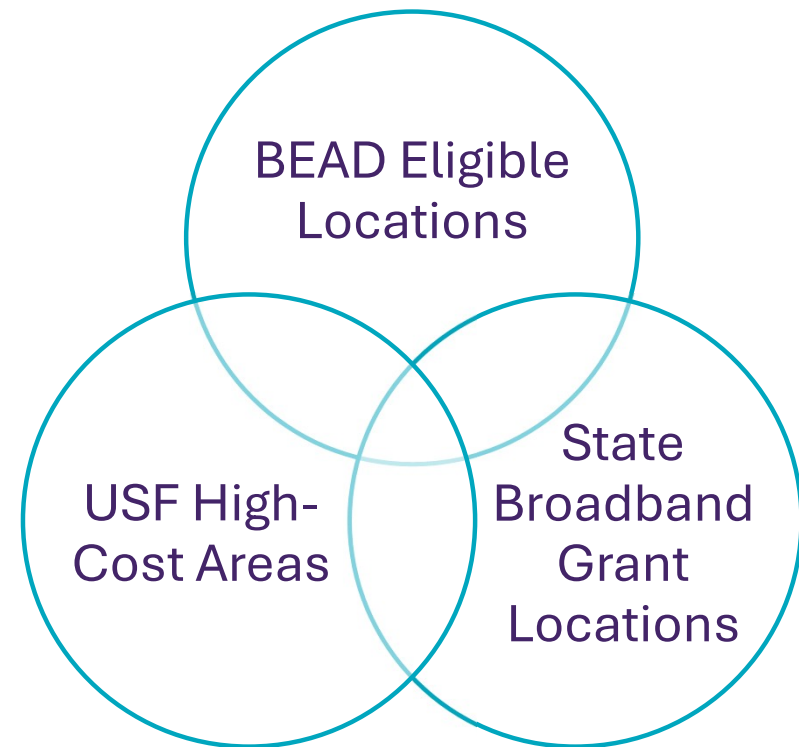 BEAD Eligible
Locations
USF High-
Cost Areas
State
Broadband
Grant
Locations